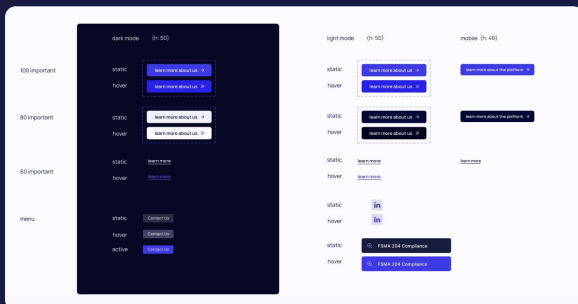 dark mode (h: 50)
light mode (h: 50)
mobile (h: 46)
100 important
static
learn more about us →
hover
learn more about us »
static
learn more about us →
hover
learn more about us »
learn more about the platform →
80 important
static
learn more about us →
hover
learn more about us »
static
learn more about us →
hover
learn more about us »
learn more about the platform →
60 important
static
learn more
hover
learn more
static
learn more
hover
learn more
learn more
menu
static
Contact Us
hover
Contact Us
active
Contact Us
static
in
hover
in
static
FSMA 204 Compliance
hover
FSMA 204 Compliance